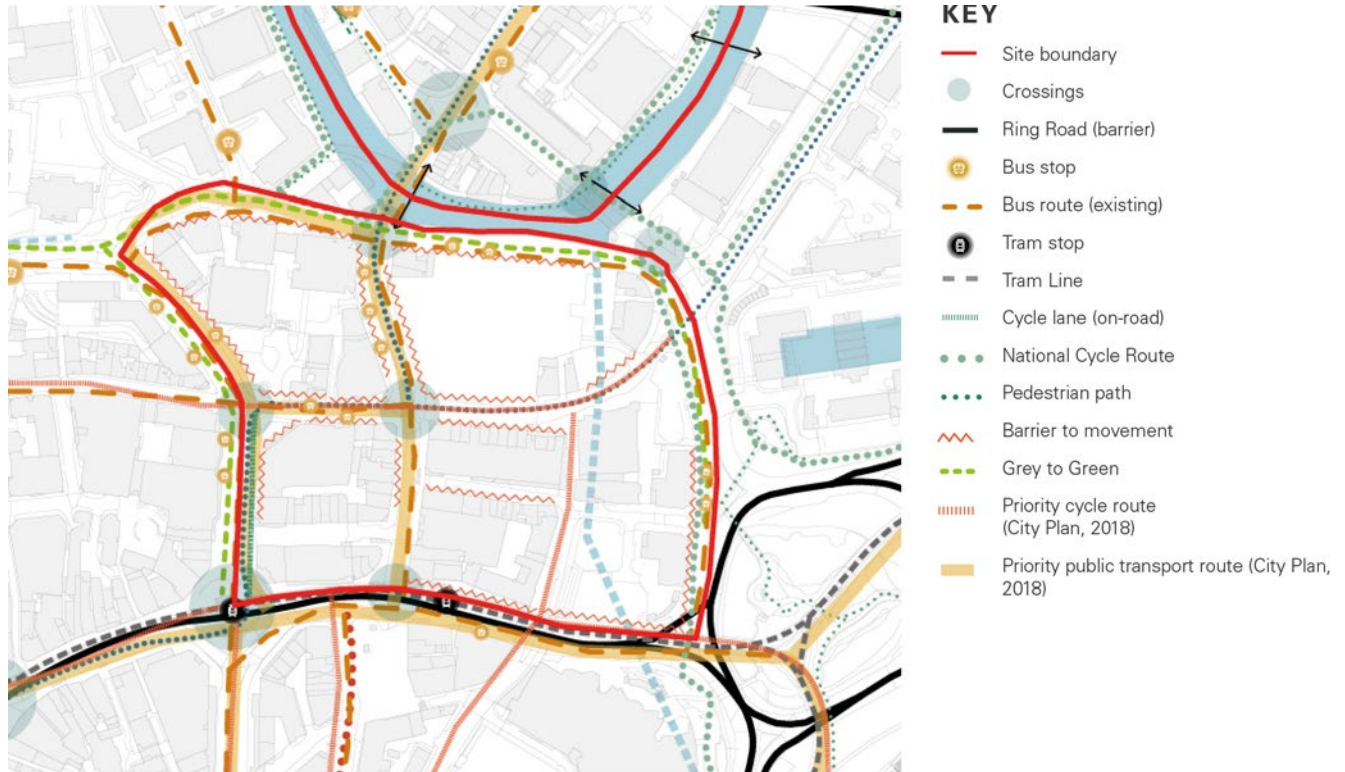 KEY
Site boundary
Crossings
Ring Road (barrier)
Bus stop
Bus route (existing)
Tram stop
Tram Line
Cycle lane (on-road)
National Cycle Route
Pedestrian path
Barrier to movement
Grey to Green
Priority cycle route
(City Plan, 2018)
Priority public transport route (City Plan,
2018)